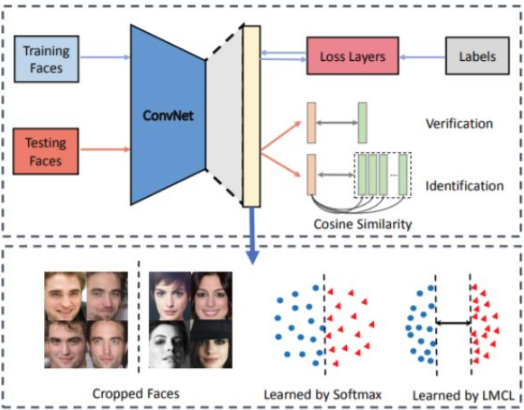 Training
Faces
Loss Layers
Labels
ConvNet
Verification
Testing
Faces
Identification
Cosine Similarity
Cropped Faces
Learned by Softmax
Learned by LMCL